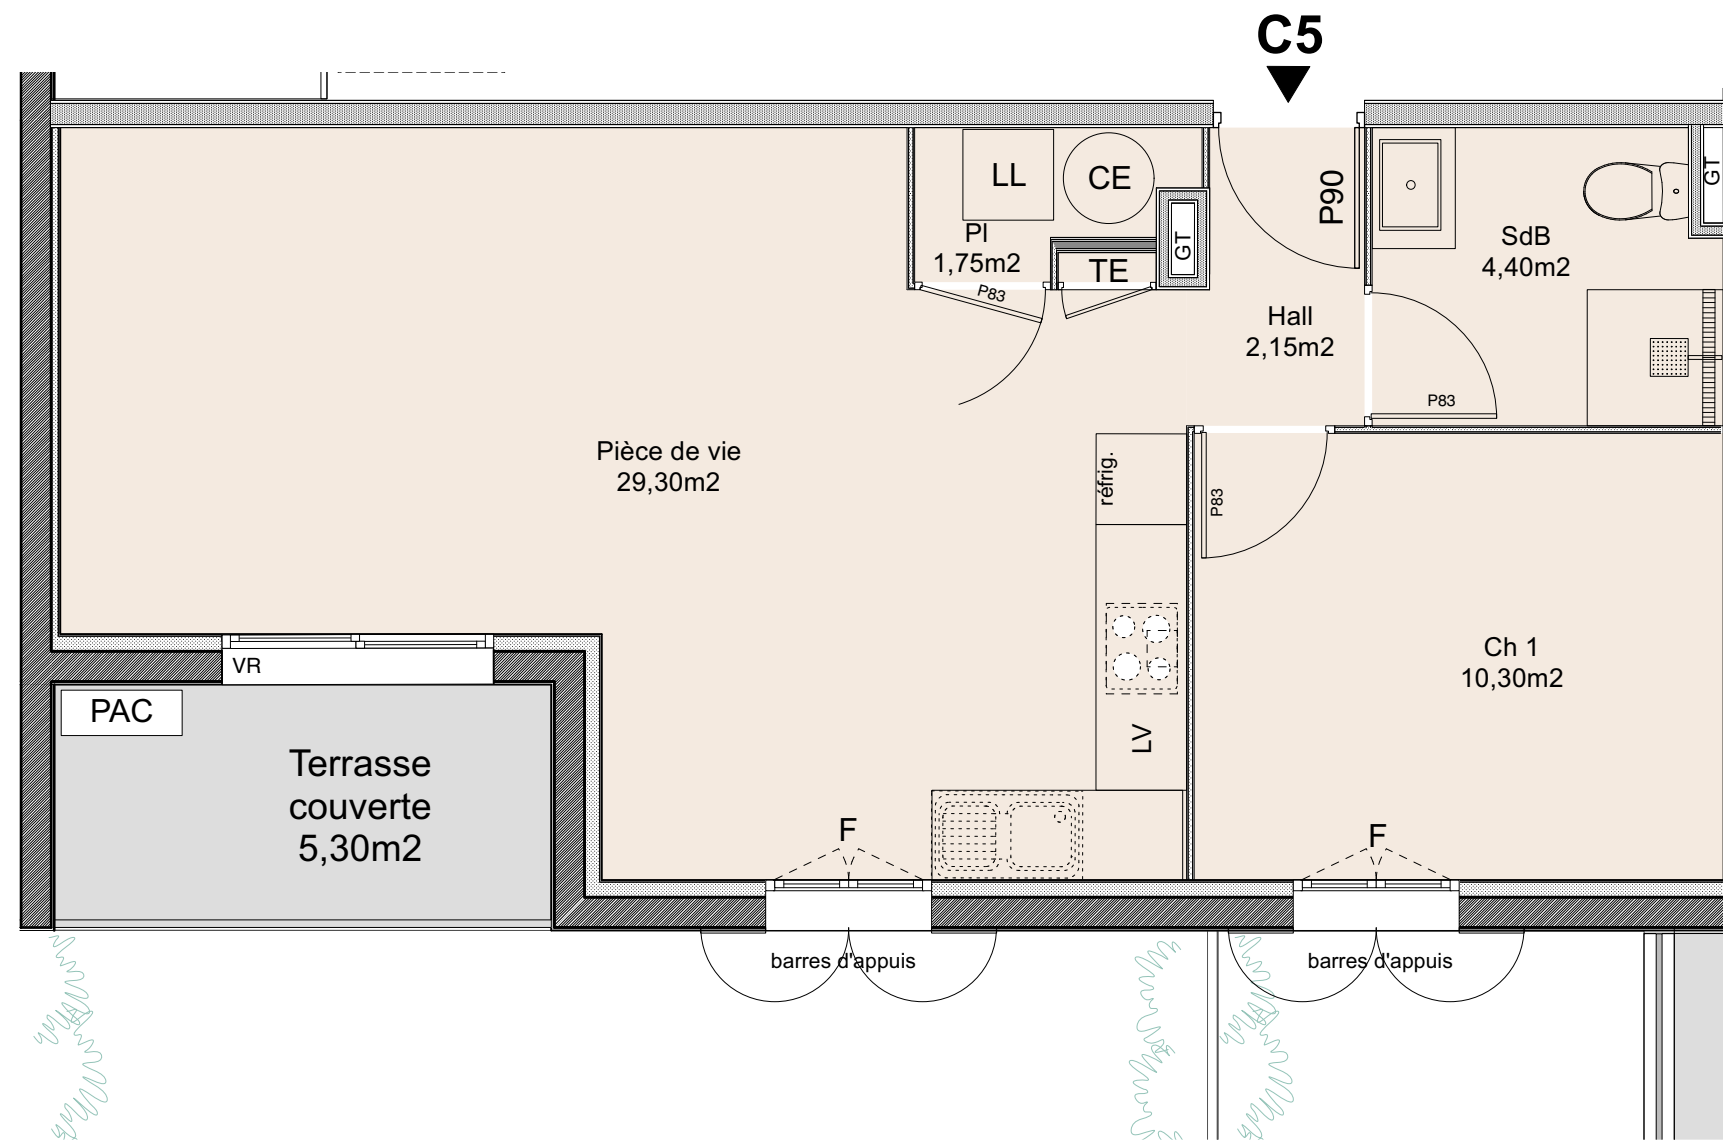 C5
LL
CE
P90
GT
Pl
1,75m2
GT
TE
SdB
4,40m2
P83
Hall
2,15m2
P83
Pièce de vie
29,30m2
réfrig.
P83
Ch 1
10,30m2
VR
PAC
LV
Terrasse
couverte
5,30m2
F
F
barres d'appuis
barres d'appuis